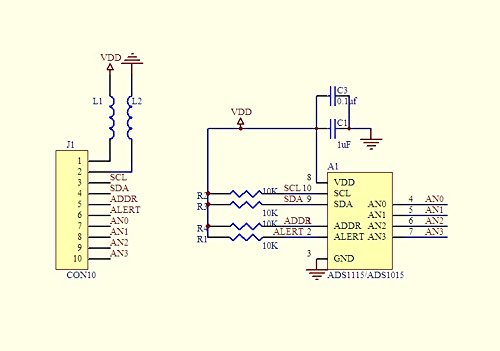 VDD
L1 L2
J1
1
2
3 SCL
4 SDA
5 ADDR
6 ALERT
7 AN0
8 AN1
9 AN2
10 AN3
CON10
C3
0.1uf
VDD
C1
1uF
A1
8 VDD
R2 10K SCL 10 SCL AN0 4 AN0
R3 10K SDA 9 SDA AN1 5 AN1
10K ADDR ADDR AN2 6 AN2
R1 10K ALERT 2 ALERT AN3 7 AN3
3 GND
ADS1115/ADS1015